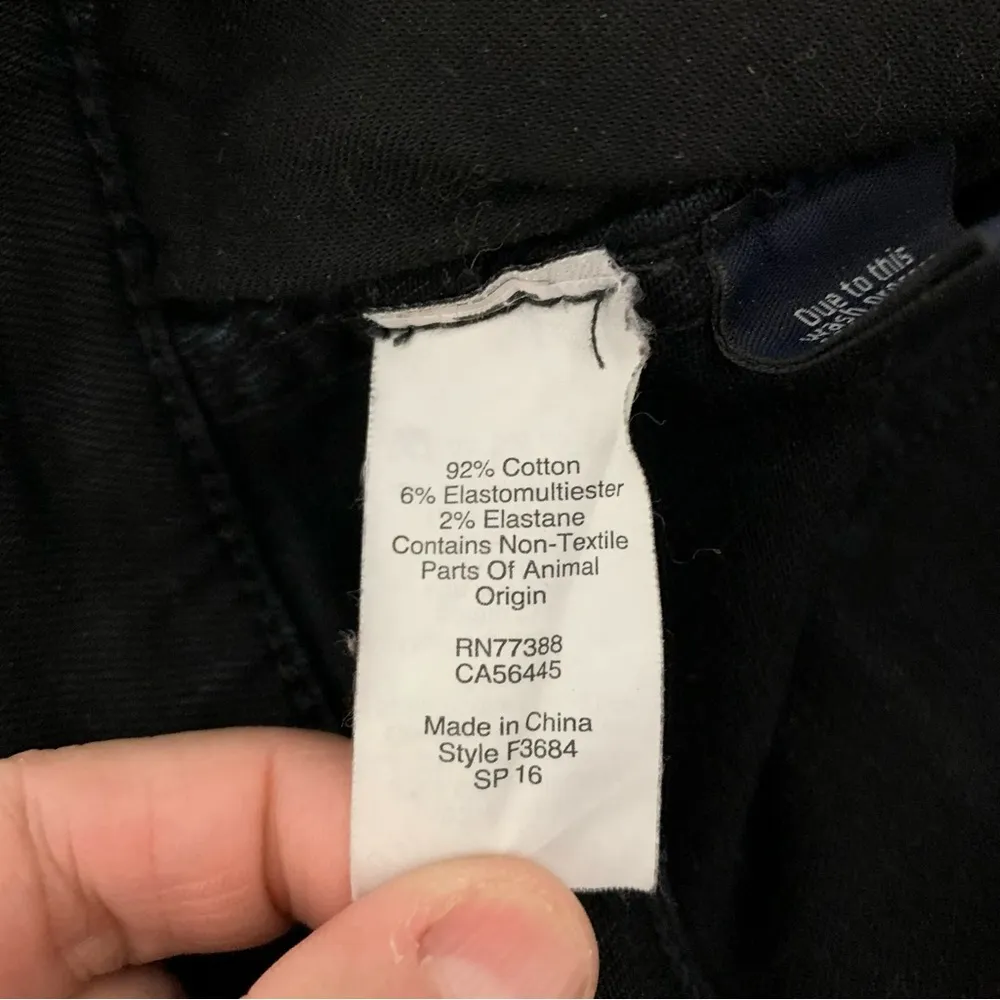 92% Cotton
6% Elastomultiester
2% Elastane
Contains Non-Textile
Parts Of Animal
Origin
RN77388
CA56445
Made in China
Style F3684
SP 16
Due to this
wash